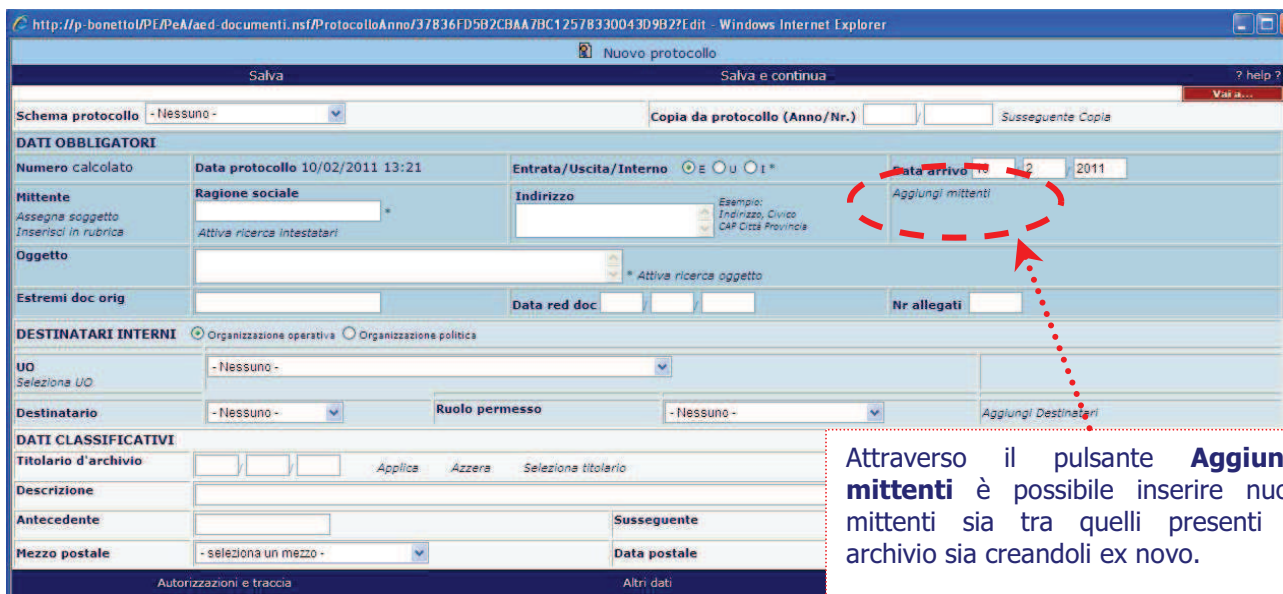 http://p-bonettol/PE/PeA/aed-documenti.nsf/ProtocolloAnno/37836FD5B2CBAA7BC12578330043D9B2?Edit - Windows Internet Explorer
Nuovo protocollo
Salva Salva e continua ? help ?
Vai a...
Schema protocollo - Nessuno - Copia da protocollo (Anno/Nr.) / Susseguente Copia
DATI OBBLIGATORI
Numero calcolato Data protocollo 10/02/2011 13:21 Entrata/Uscita/Interno E U I * Data arrivo 10 / 2 / 2011
Mittente Ragione sociale Indirizzo Esempio: Aggiungi mittenti
Assegna soggetto * Indirizzo, Civico
Inserisci in rubrica Attiva ricerca intestatari CAP Città Provincia
Oggetto * Attiva ricerca oggetto
Estremi doc orig Data red doc / / Nr allegati
DESTINATARI INTERNI Organizzazione operativa Organizzazione politica
UO - Nessuno -
Seleziona UO
Destinatario - Nessuno - Ruolo permesso - Nessuno - Aggiungi Destinatari
DATI CLASSIFICATIVI
Titolario d'archivio / / Applica Azzera Seleziona titolario
Descrizione
Antecedente Susseguente
Mezzo postale - seleziona un mezzo - Data postale
Autorizzazioni e traccia Altri dati
Attraverso il pulsante Aggiun
mittenti è possibile inserire nuo
mittenti sia tra quelli presenti
archivio sia creandoli ex novo.